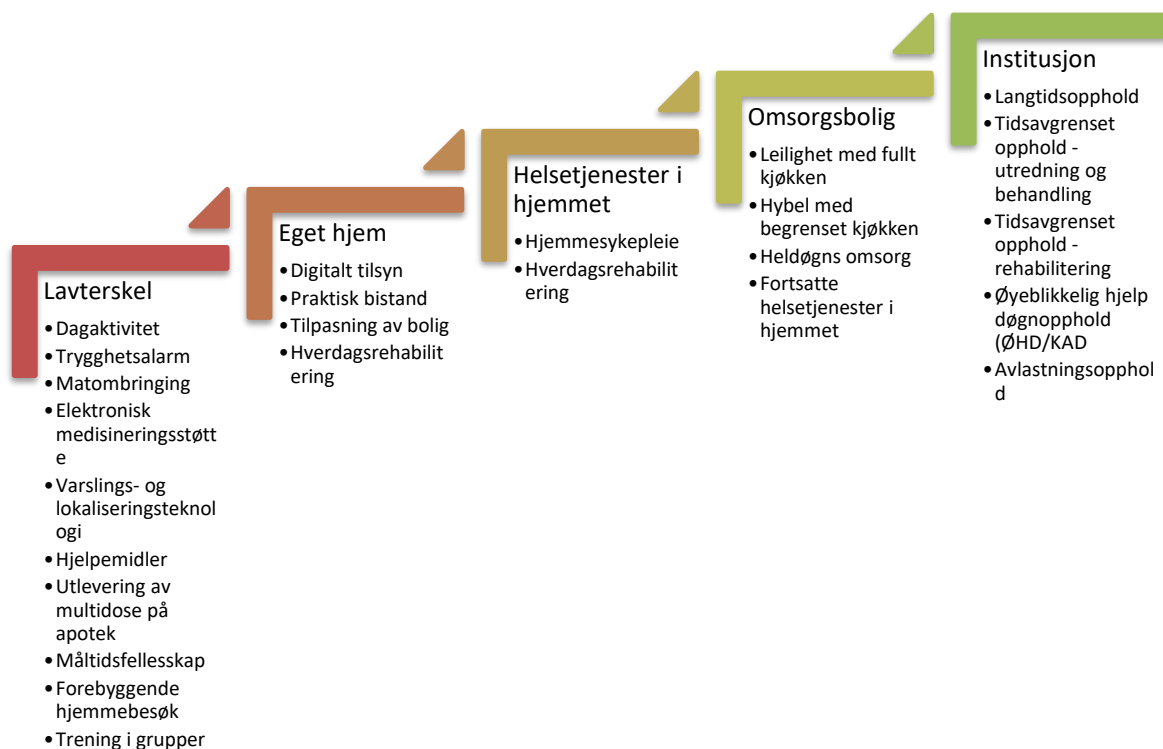 Lavterskel
•Dagaktivitet
•Trygghetsalarm
•Matombringing
•Elektronisk
medisineringsstøtt
e
•Varslings- og
lokaliseringsteknol
ogi
•Hjelpemidler
•Utlevering av
multidose på
apotek
•Måltidsfellesskap
•Forebyggende
hjemmebesøk
•Trening i grupper
Eget hjem
•Digitalt tilsyn
•Praktisk bistand
•Tilpasning av bolig
•Hverdagsrehabilit
ering
Helsetjenester i
hjemmet
•Hjemmesykepleie
•Hverdagsrehabilit
ering
Omsorgsbolig
•Leilighet med fullt
kjøkken
•Hybel med
begrenset kjøkken
•Heldøgns omsorg
•Fortsatte
helsetjenester i
hjemmet
Institusjon
•Langtidsopphold
•Tidsavgrenset
opphold -
utredning og
behandling
•Tidsavgrenset
opphold -
rehabilitering
•Øyeblikkelig hjelp
døgnopphold
(ØHD/KAD
•Avlastningsopphol
d